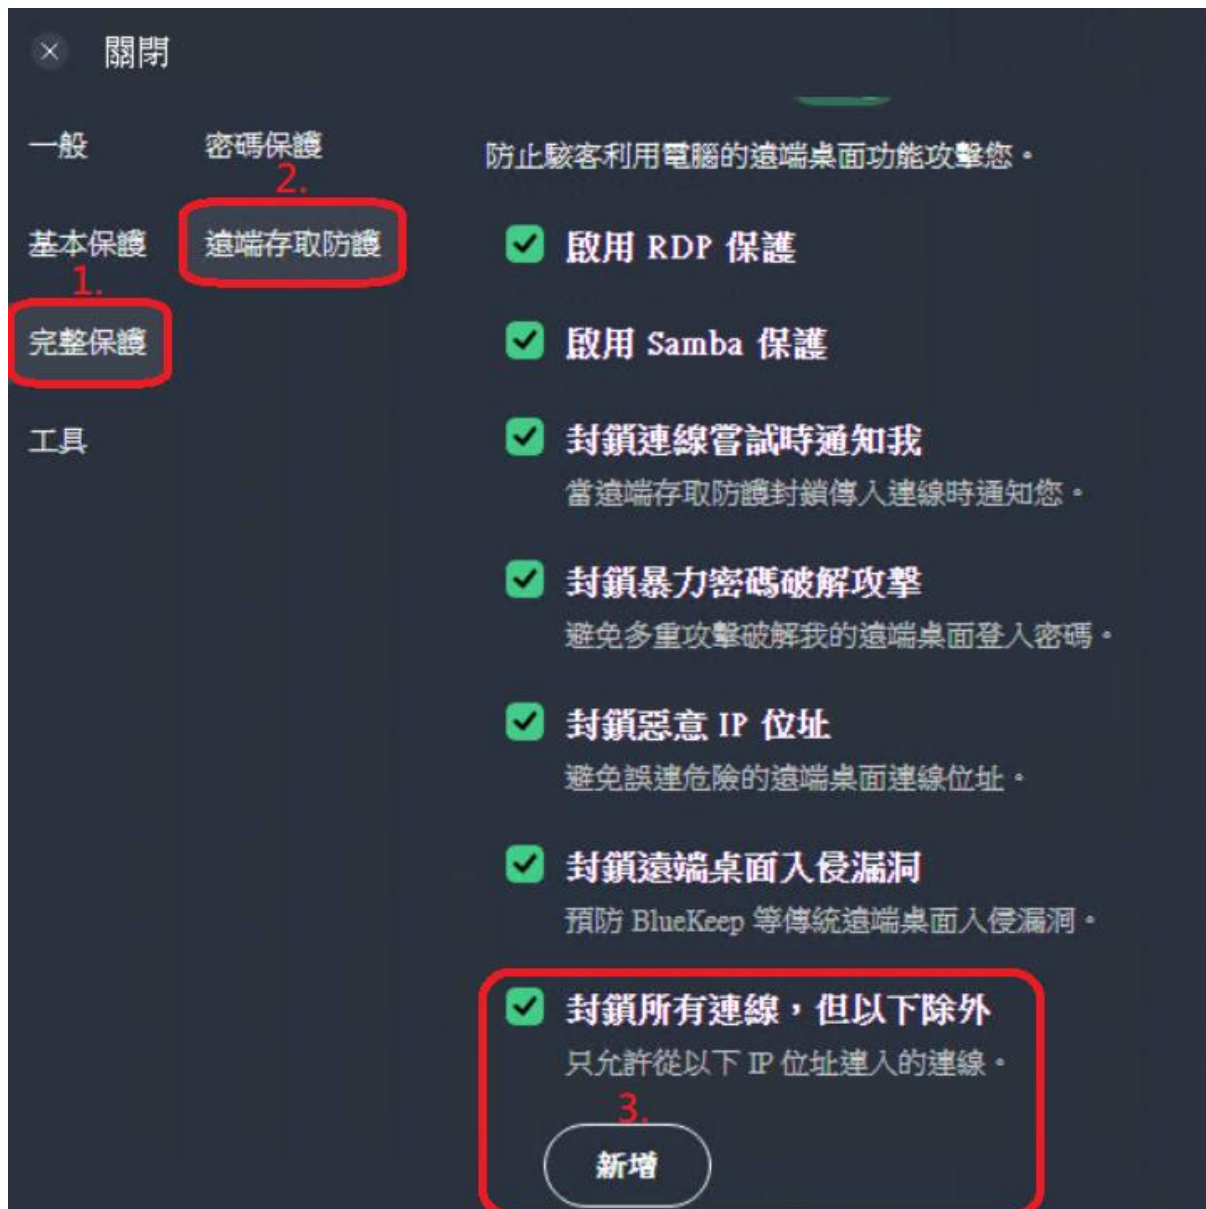 關閉
一般
密碼保護
2.
基本保護
遠端存取防護
1.
完整保護
工具
防止駭客利用電腦的遠端桌面功能攻擊您。
啟用 RDP 保護
啟用 Samba 保護
封鎖連線嘗試時通知我
當遠端存取防護封鎖傳入連線時通知您。
封鎖暴力密碼破解攻擊
避免多重攻擊破解我的遠端桌面登入密碼。
封鎖惡意 IP 位址
避免誤連危險的遠端桌面連線位址。
封鎖遠端桌面入侵漏洞
預防 BlueKeep 等傳統遠端桌面入侵漏洞。
封鎖所有連線，但以下除外
只允許從以下 IP 位址連入的連線。
3.
新增